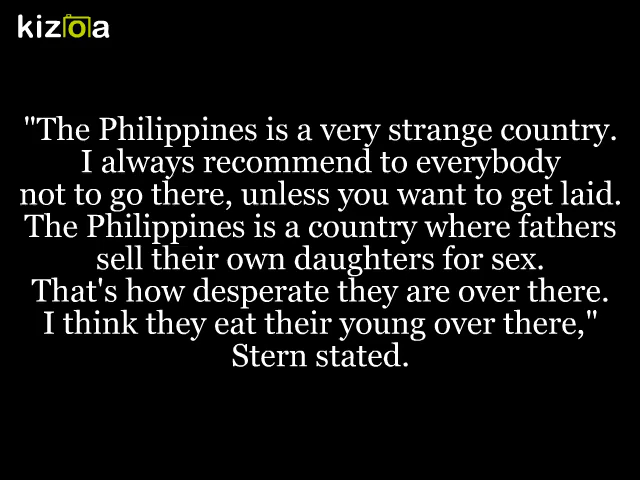 kizoa
"The Philippines is a very strange country.
I always recommend to everybody
not to go there, unless you want to get laid.
The Philippines is a country where fathers
sell their own daughters for sex.
That's how desperate they are over there.
I think they eat their young over there,"
Stern stated.